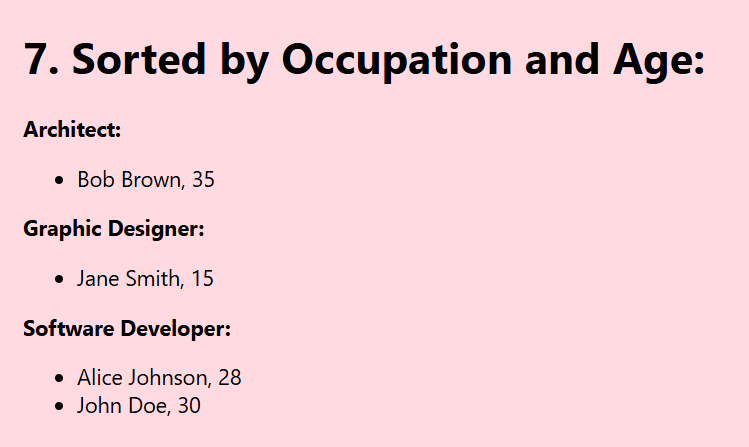 7. Sorted by Occupation and Age:
Architect:
• Bob Brown, 35
Graphic Designer:
• Jane Smith, 15
Software Developer:
• Alice Johnson, 28
• John Doe, 30